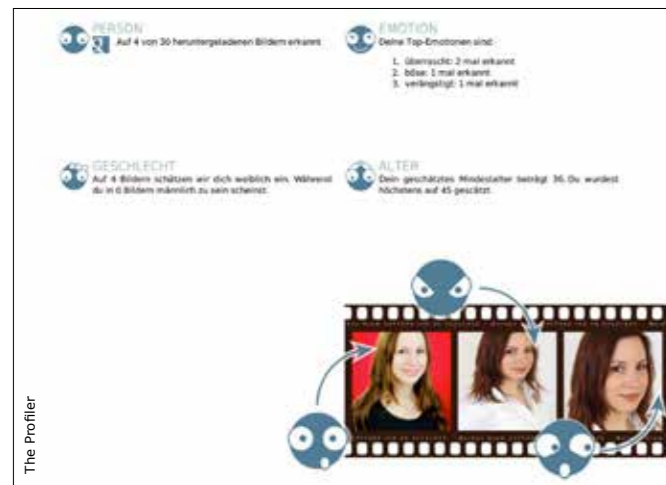 PERSON
Auf 4 von 30 heruntergeladenen Bildern erkannt
EMOTION
Deine Top-Emotionen sind:
1. überrascht: 2 mal erkannt
2. böse: 1 mal erkannt
3. verängstigt: 1 mal erkannt
GESCHLECHT
Auf 4 Bildern schätzen wir dich weiblich ein. Während
du in 0 Bildern männlich zu sein scheinst.
ALTER
Dein geschätztes Mindestalter beträgt 36. Du wurdest
höchstens auf 45 geschätzt.
The Profiler